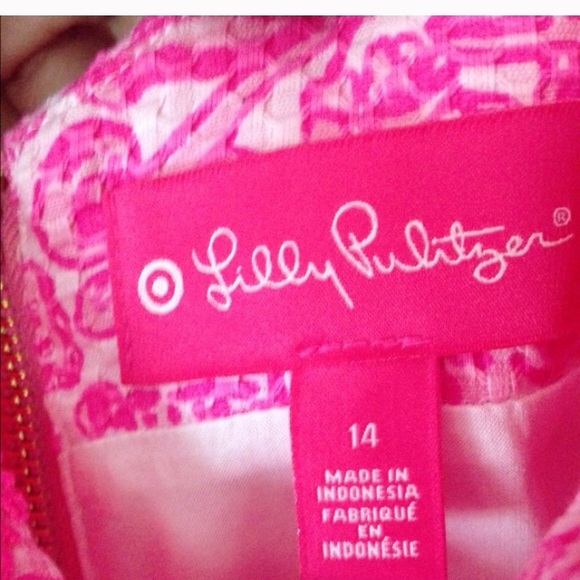 Lilly Pulitzer®
14
MADE IN
INDONESIA
FABRIQUÉ
EN
INDONÉSIE